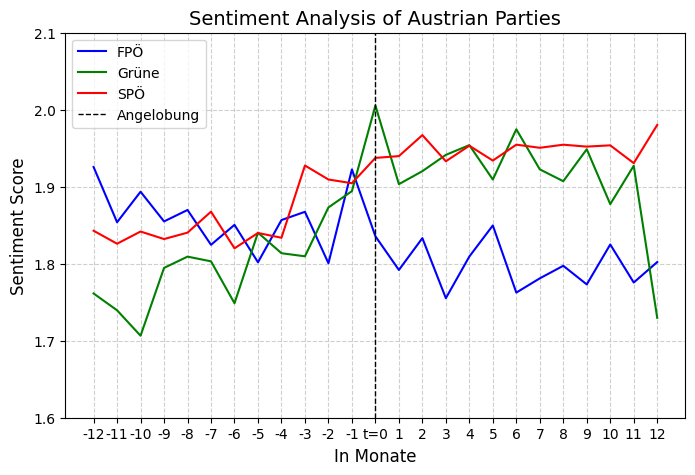 Sentiment Analysis of Austrian Parties
2.1
2.0
1.9
1.8
1.7
1.6
Sentiment Score
FPÖ
Grüne
SPÖ
Angelobung
-12 -11 -10 -9 -8 -7 -6 -5 -4 -3 -2 -1 t=0 1 2 3 4 5 6 7 8 9 10 11 12
In Monate